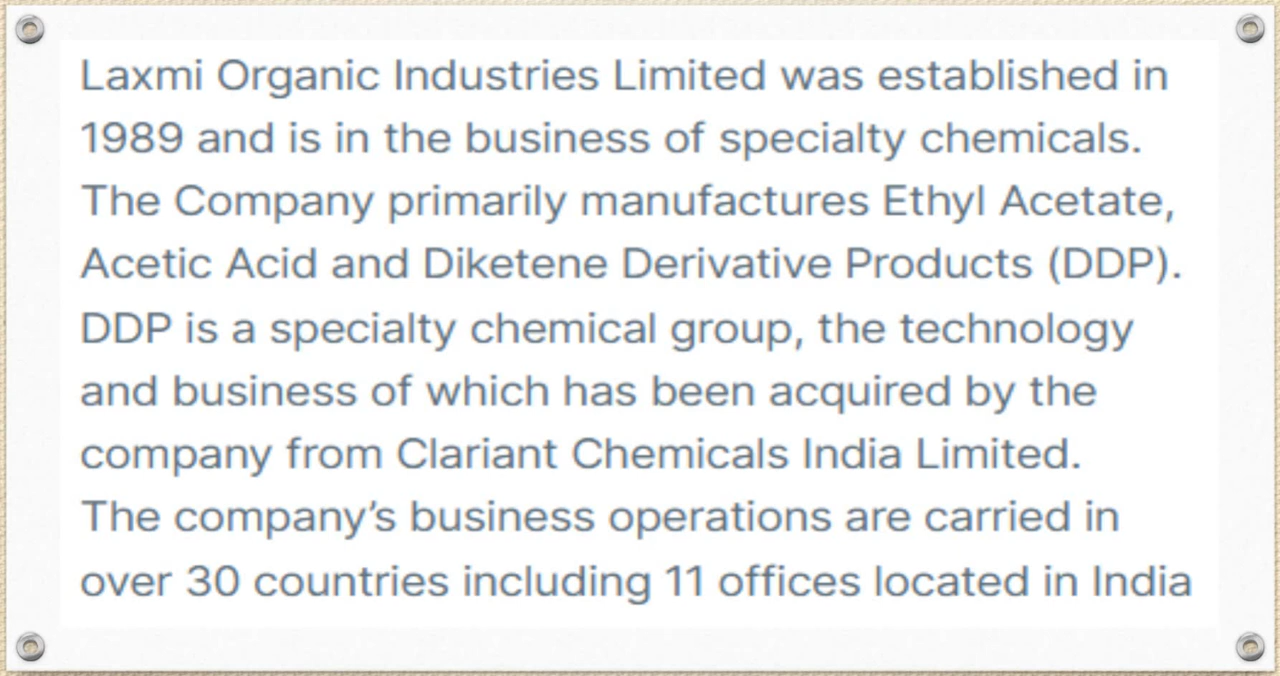 Laxmi Organic Industries Limited was established in
1989 and is in the business of specialty chemicals.
The Company primarily manufactures Ethyl Acetate,
Acetic Acid and Diketene Derivative Products (DDP).
DDP is a specialty chemical group, the technology
and business of which has been acquired by the
company from Clariant Chemicals India Limited.
The company’s business operations are carried in
over 30 countries including 11 offices located in India